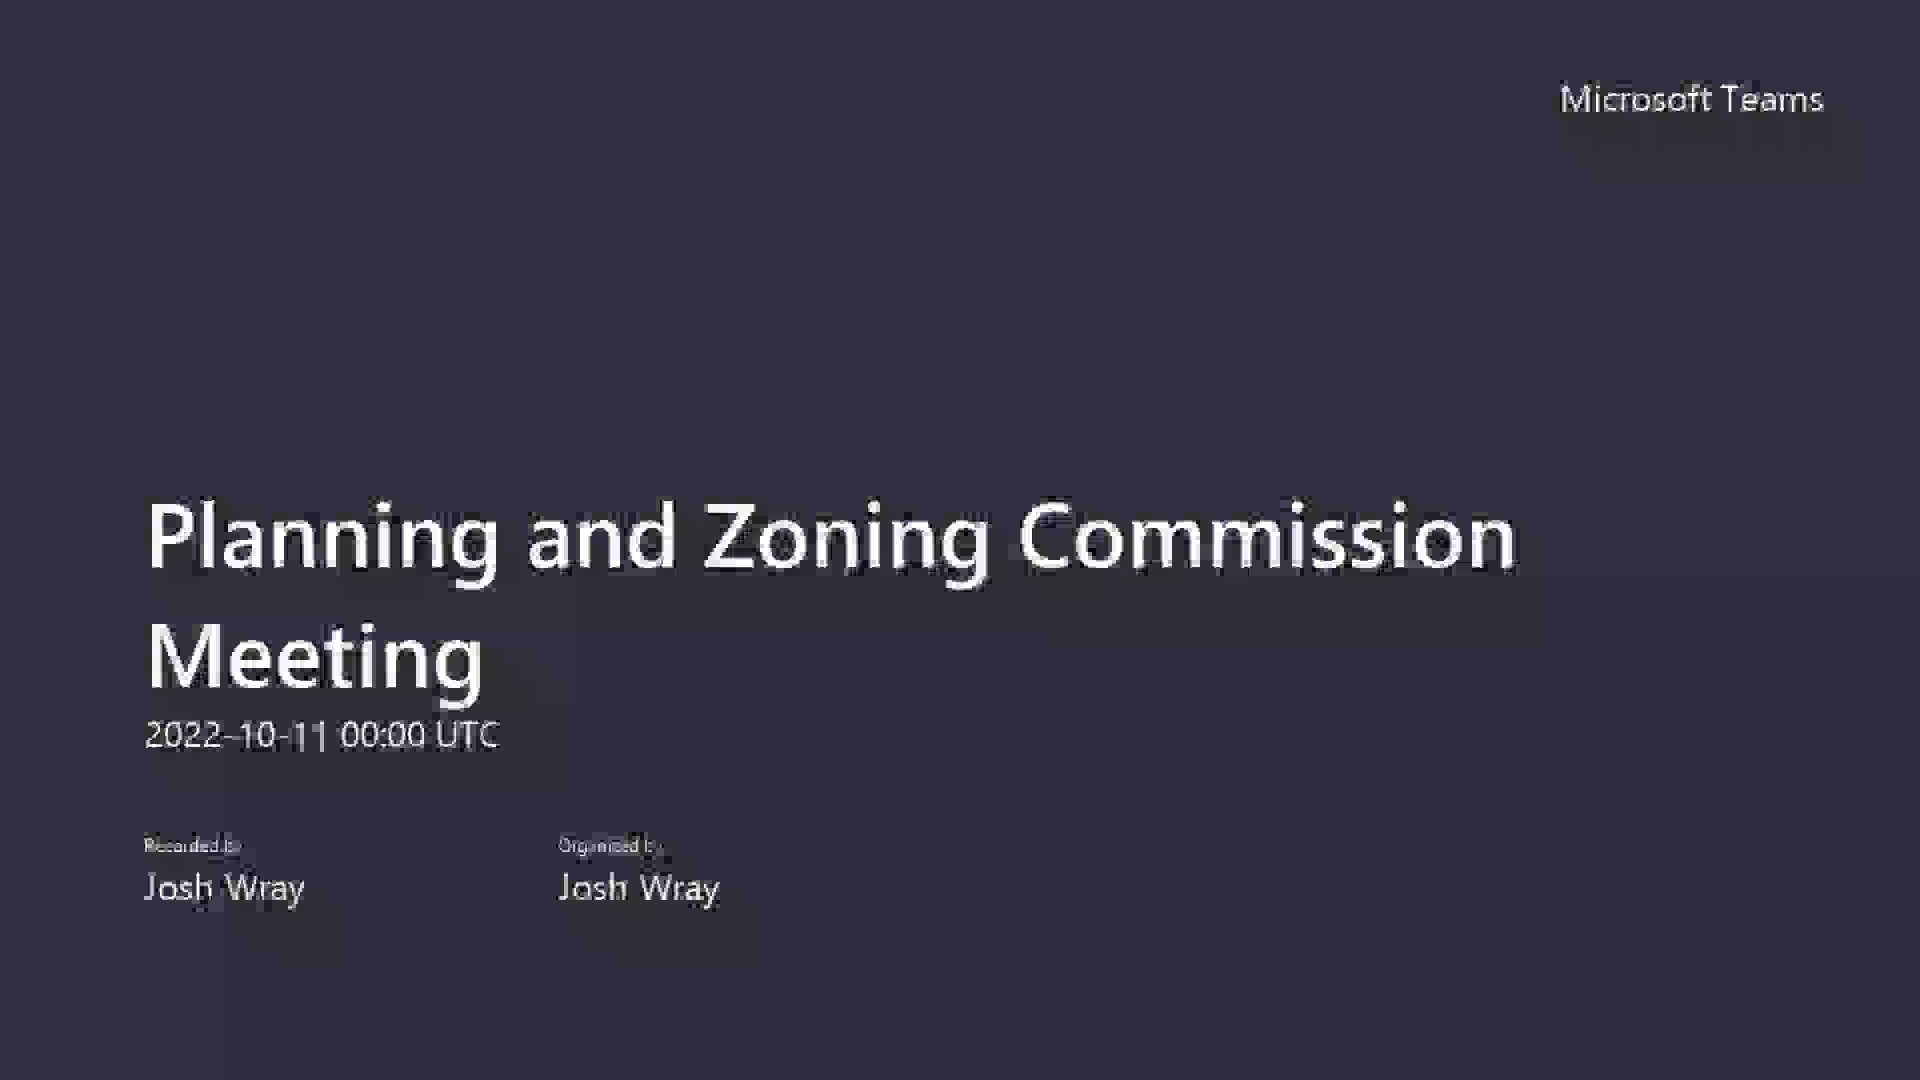 Microsoft Teams
Planning and Zoning Commission
Meeting
2022-10-11 00:00 UTC
Recorded by
Organized by
Josh Wray
Josh Wray